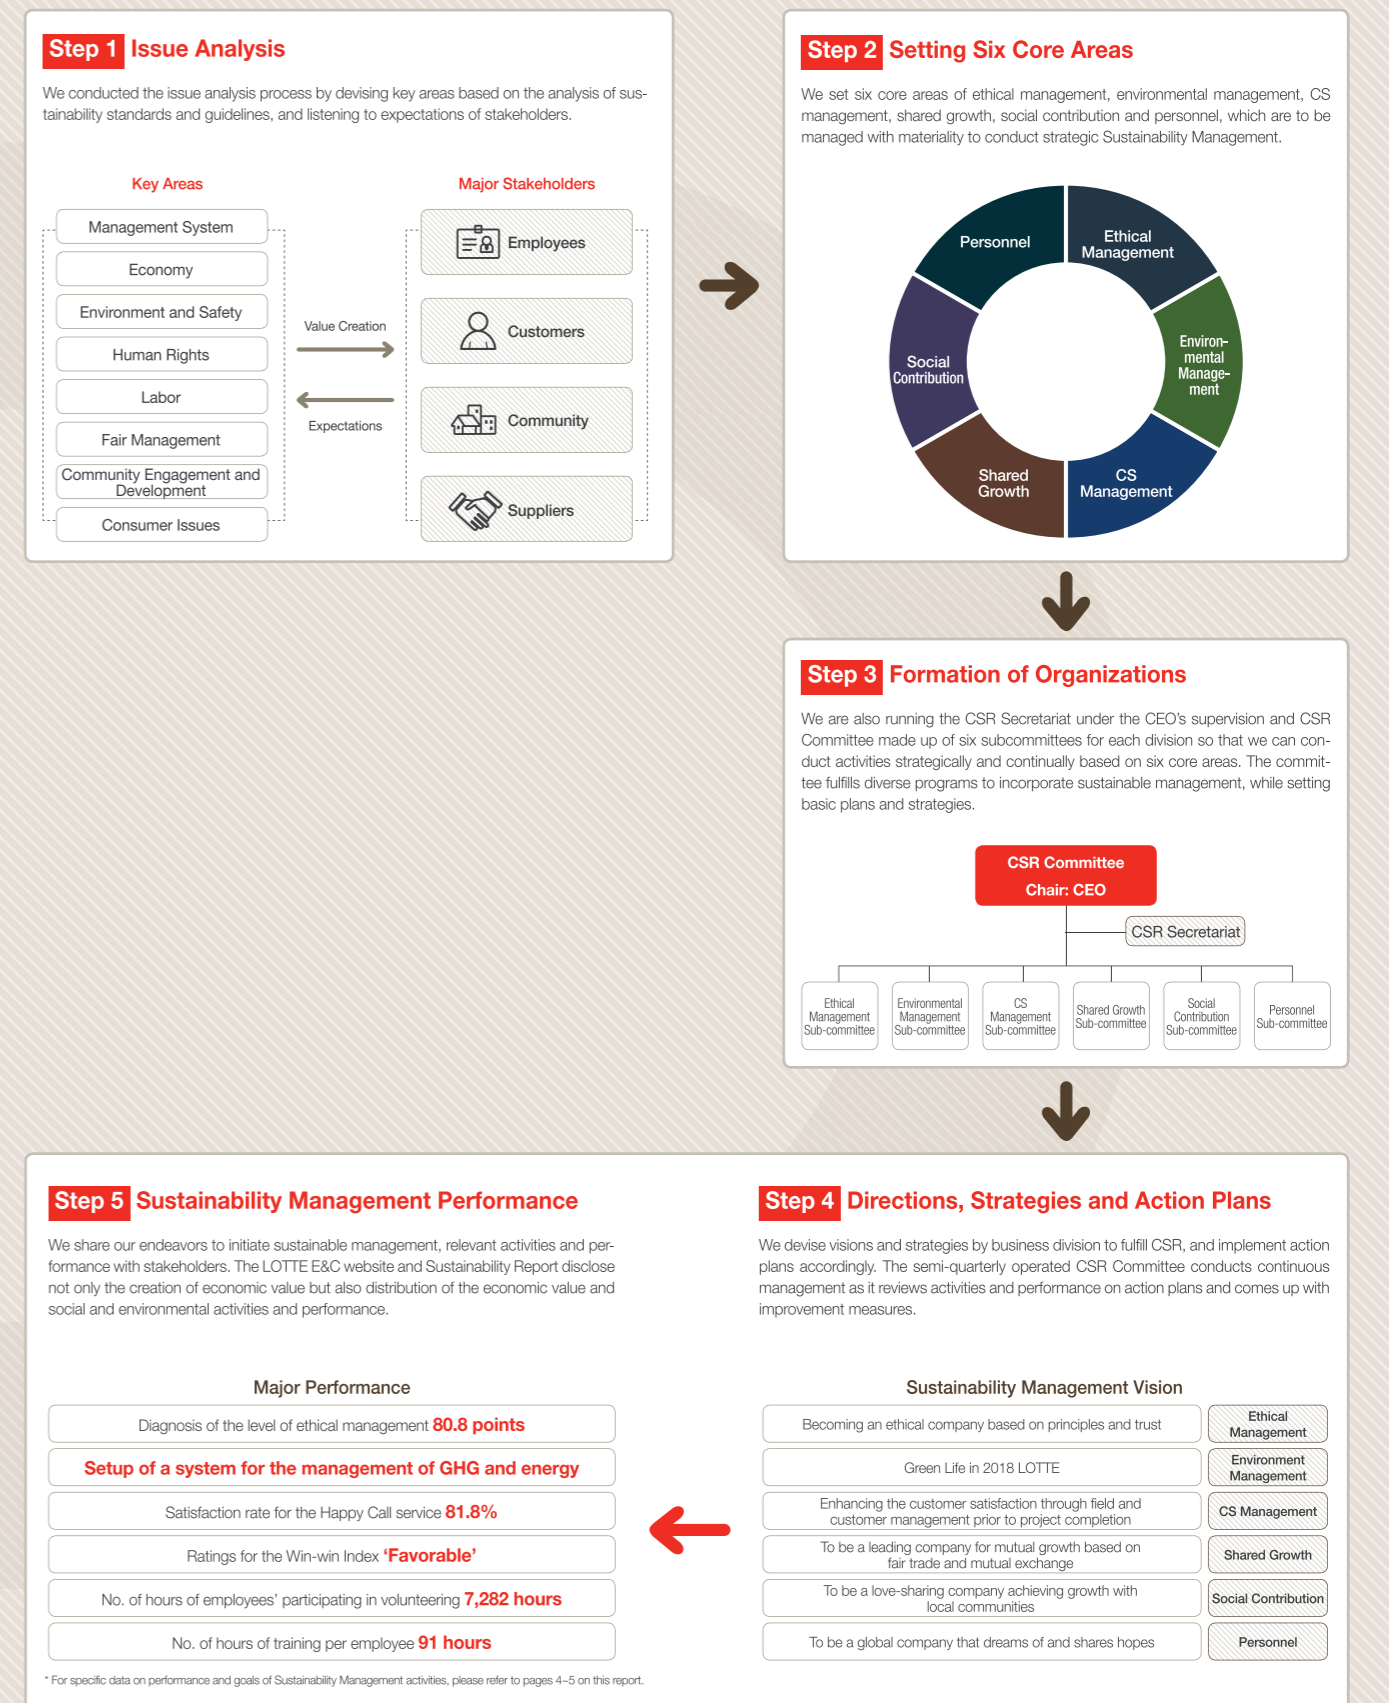 Step 1 Issue Analysis
We conducted the issue analysis process by devising key areas based on the analysis of sus-
tainability standards and guidelines, and listening to expectations of stakeholders.
Key Areas
Management System
Economy
Environment and Safety
Human Rights
Labor
Fair Management
Community Engagement and
Development
Consumer Issues
Value Creation
Expectations
Major Stakeholders
Employees
Customers
Community
Suppliers
Step 2 Setting Six Core Areas
We set six core areas of ethical management, environmental management, CS
management, shared growth, social contribution and personnel, which are to be
managed with materiality to conduct strategic Sustainability Management.
Personnel
Ethical
Management
Environ-
mental
Manage-
ment
CS
Management
Shared
Growth
Social
Contribution
Step 3 Formation of Organizations
We are also running the CSR Secretariat under the CEO's supervision and CSR
Committee made up of six subcommittees for each division so that we can con-
duct activities strategically and continually based on six core areas. The commit-
tee fulfills diverse programs to incorporate sustainable management, while setting
basic plans and strategies.
CSR Committee
Chair: CEO
CSR Secretariat
Ethical
Management
Sub-committee
Environmental
Management
Sub-committee
CS
Management
Sub-committee
Shared Growth
Sub-committee
Social
Contribution
Sub-committee
Personnel
Sub-committee
Step 4 Directions, Strategies and Action Plans
We devise visions and strategies by business division to fulfill CSR, and implement action
plans accordingly. The semi-quarterly operated CSR Committee conducts continuous
management as it reviews activities and performance on action plans and comes up with
improvement measures.
Sustainability Management Vision
Becoming an ethical company based on principles and trust
Ethical
Management
Green Life in 2018 LOTTE
Environment
Management
Enhancing the customer satisfaction through field and
customer management prior to project completion
CS Management
To be a leading company for mutual growth based on
fair trade and mutual exchange
Shared Growth
To be a love-sharing company achieving growth with
local communities
Social Contribution
To be a global company that dreams of and shares hopes
Personnel
Step 5 Sustainability Management Performance
We share our endeavors to initiate sustainable management, relevant activities and per-
formance with stakeholders. The LOTTE E&C website and Sustainability Report disclose
not only the creation of economic value but also distribution of the economic value and
social and environmental activities and performance.
Major Performance
Diagnosis of the level of ethical management 80.8 points
Setup of a system for the management of GHG and energy
Satisfaction rate for the Happy Call service 81.8%
Ratings for the Win-win Index ‘Favorable’
No. of hours of employees’ participating in volunteering 7,282 hours
No. of hours of training per employee 91 hours
* For specific data on performance and goals of Sustainability Management activities, please refer to pages 4~5 on this report.